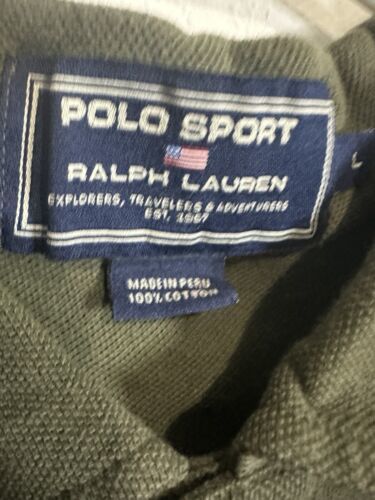 POLO SPORT
RALPH LAUREN
EXPLORERS, TRAVELERS & ADVENTURERS
EST. 1967
L
MADE IN PERU
100% COTTON